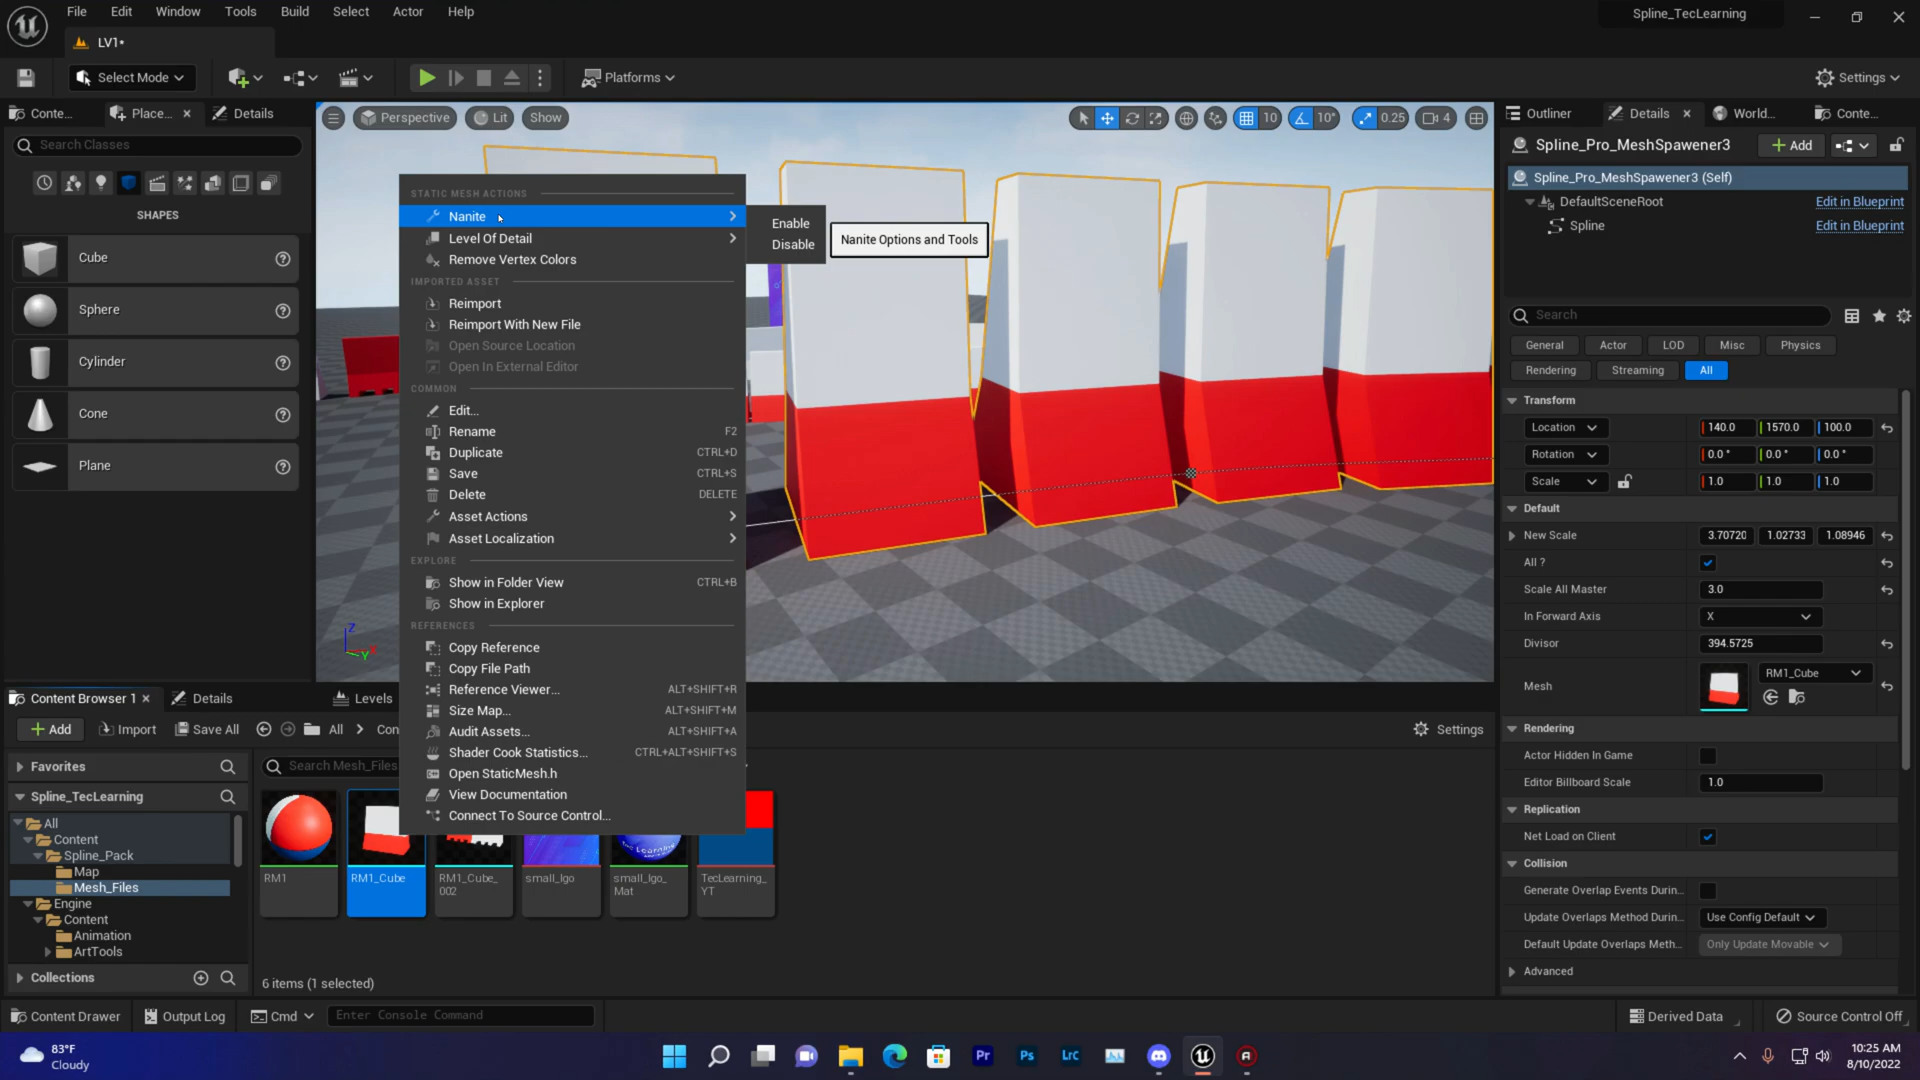 File Edit Window Tools Build Select Actor Help
Spline_TecLearning
LV1*
Select Mode
Platforms
Settings
Conte...
Place...
Details
Search Classes
SHAPES
Cube
Sphere
Cylinder
Cone
Plane
Perspective
Lit
Show
10
10°
0.25
4
STATIC MESH ACTIONS
Nanite
Level Of Detail
Remove Vertex Colors
IMPORTED ASSET
Reimport
Reimport With New File
Open Source Location
Open In External Editor
COMMON
Edit...
Rename F2
Duplicate CTRL+D
Save CTRL+S
Delete DELETE
Asset Actions
Asset Localization
EXPLORE
Show in Folder View CTRL+B
Show in Explorer
REFERENCES
Copy Reference
Copy File Path
Reference Viewer... ALT+SHIFT+R
Size Map... ALT+SHIFT+M
Audit Assets... ALT+SHIFT+A
Shader Cook Statistics... CTRL+ALT+SHIFT+S
Open StaticMesh.h
View Documentation
Connect To Source Control...
Enable
Disable
Nanite Options and Tools
Z
Y
Outliner
Details
World...
Conte...
Spline_Pro_MeshSpawener3
Add
Spline_Pro_MeshSpawener3 (Self)
DefaultSceneRoot Edit in Blueprint
Spline Edit in Blueprint
Search
General Actor LOD Misc Physics
Rendering Streaming All
Transform
Location 140.0 1570.0 100.0
Rotation 0.0 ° 0.0 ° 0.0 °
Scale 1.0 1.0 1.0
Default
New Scale 3.70720 1.02733 1.08946
All ?
Scale All Master 3.0
In Forward Axis X
Divisor 394.5725
Mesh RM1_Cube
Rendering
Actor Hidden In Game
Editor Billboard Scale 1.0
Replication
Net Load on Client
Collision
Generate Overlap Events Durin...
Update Overlaps Method Durin... Use Config Default
Default Update Overlaps Meth... Only Update Movable
Advanced
Content Browser 1
Details
Levels
Add
Import
Save All
All
Con
Settings
Favorites
Search Mesh_Files
Spline_TecLearning
All
Content
Spline_Pack
Map
Mesh_Files
Engine
Content
Animation
ArtTools
Collections
RM1
RM1_Cube
RM1_Cube_
002
small_lgo
small_lgo_
Mat
TecLearning_
YT
6 items (1 selected)
Content Drawer
Output Log
Cmd
Enter Console Command
Derived Data
Source Control Off
83°F
Cloudy
Pr
Ps
LrC
10:25 AM
8/10/2022